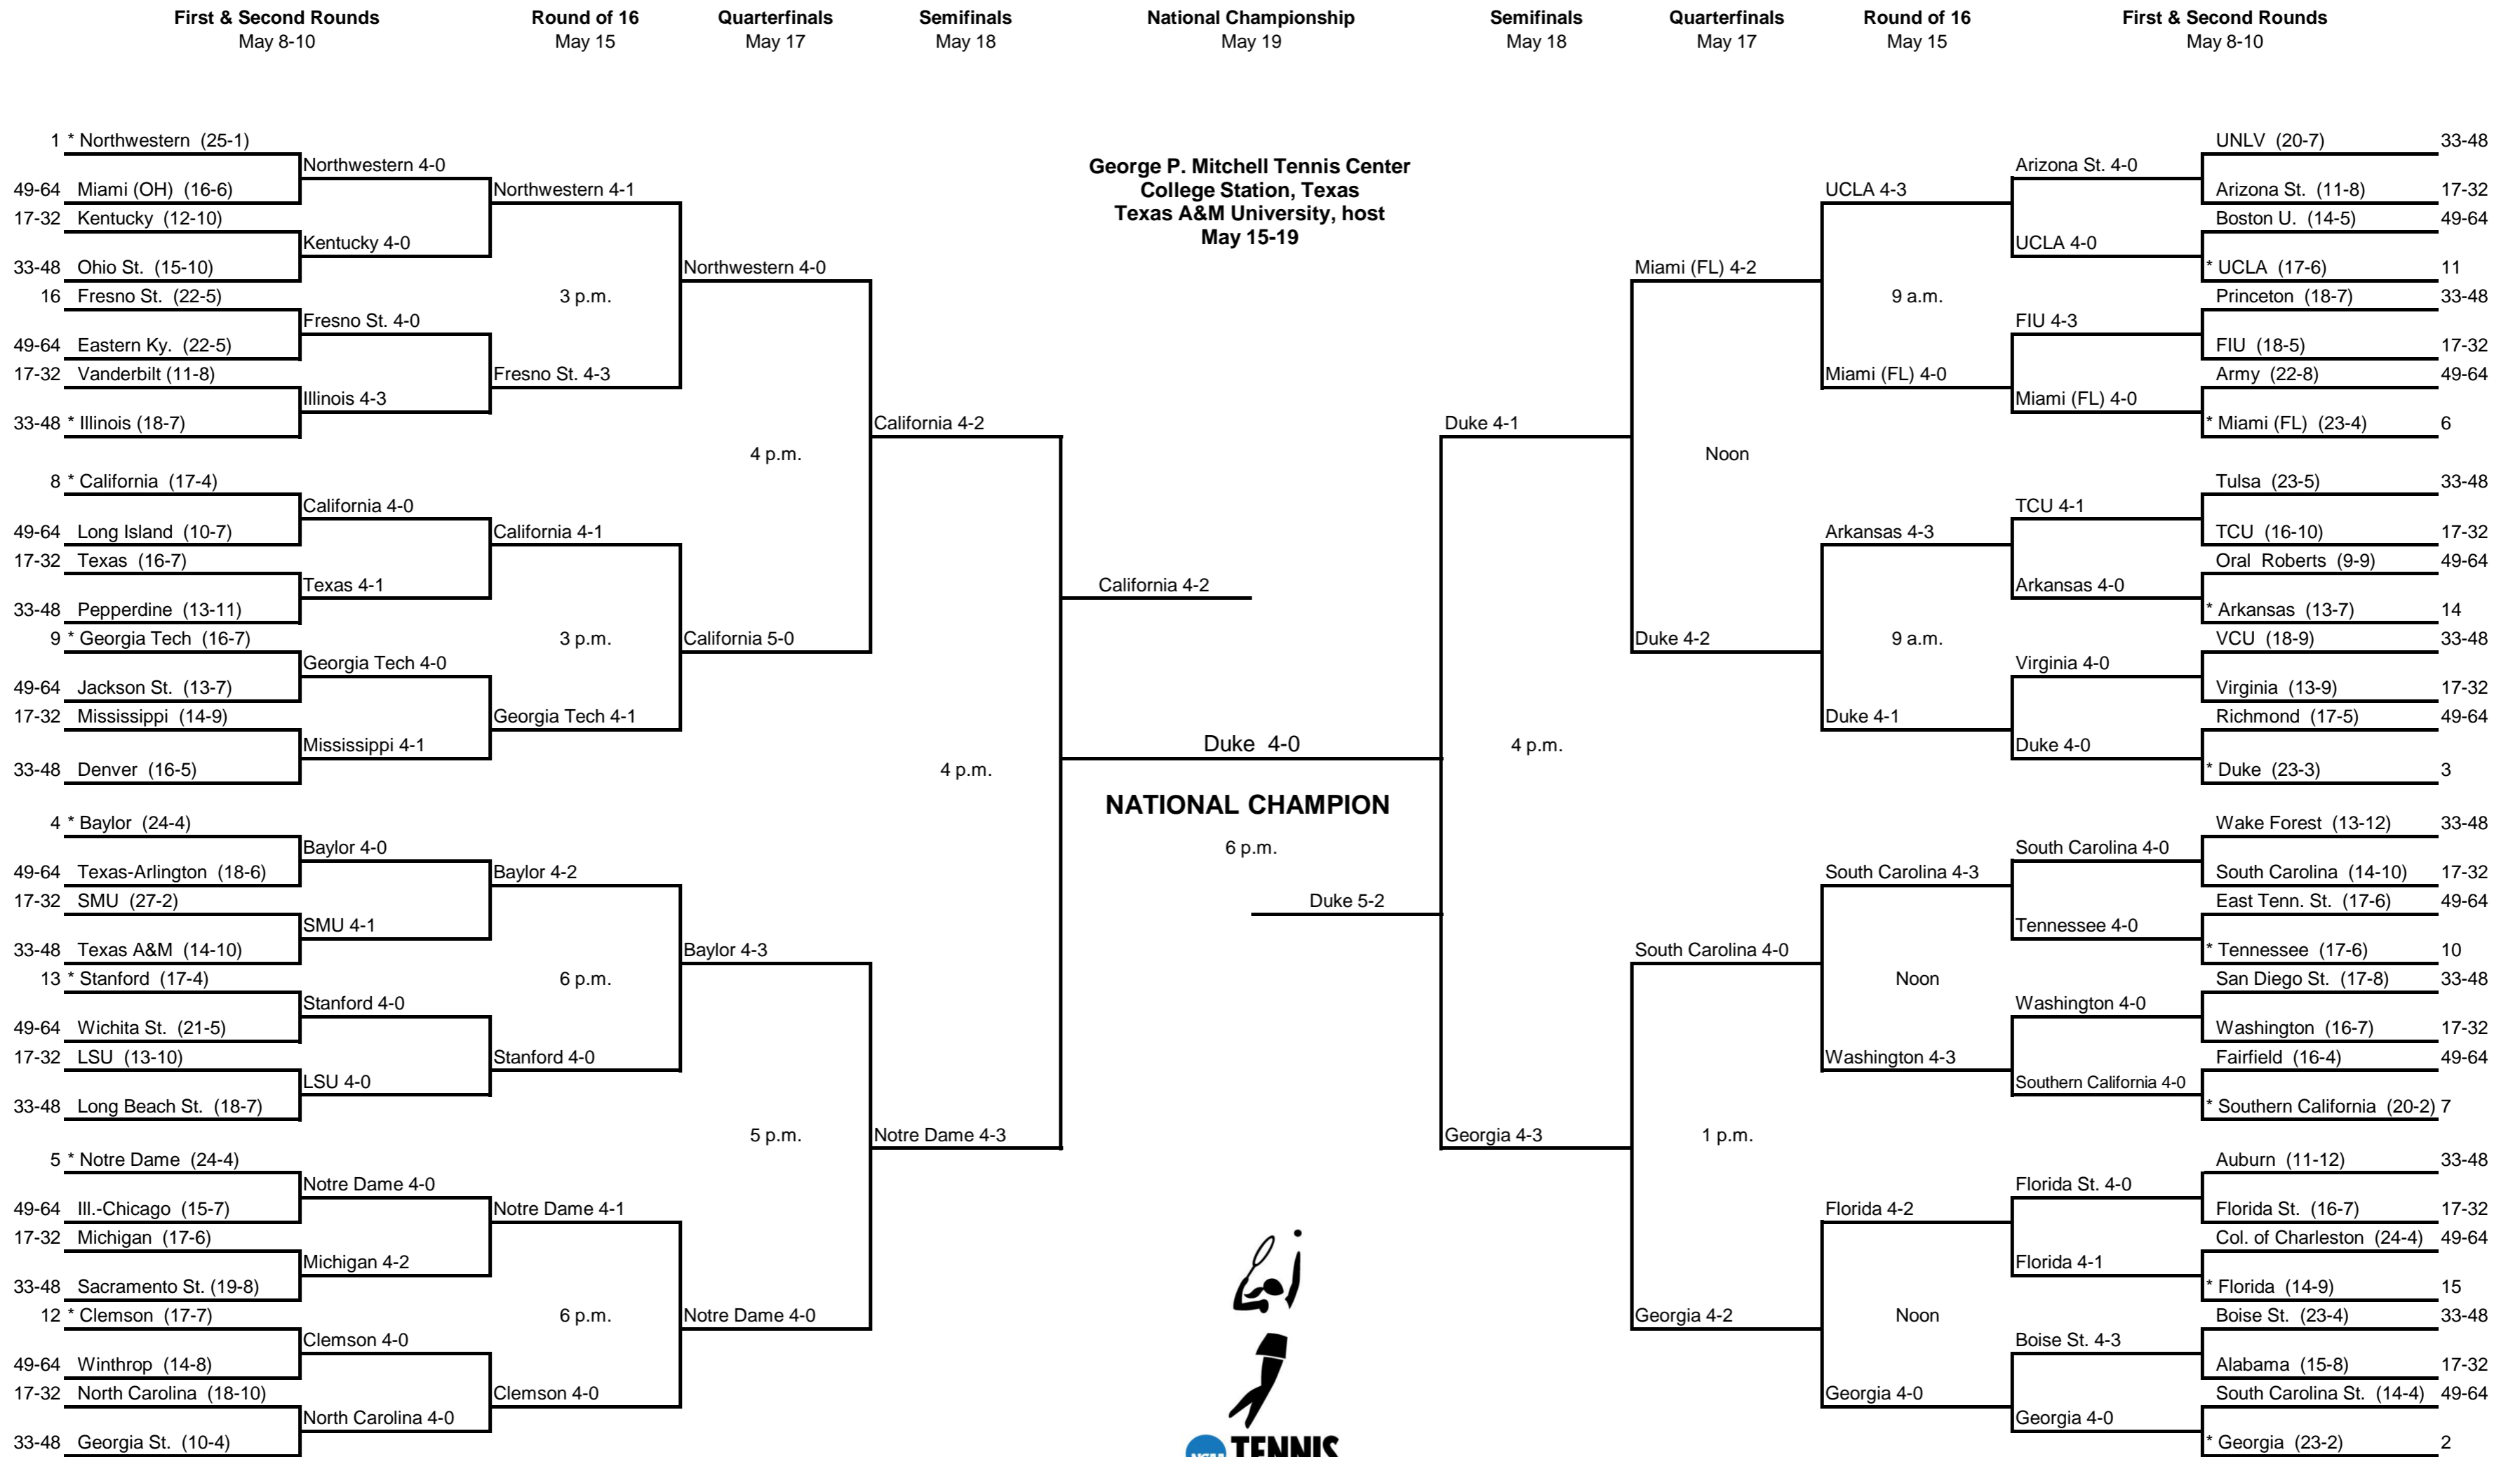 First & Second Rounds
May 8-10
Round of 16
May 15
Quarterfinals
May 17
Semifinals
May 18
National Championship
May 19
Semifinals
May 18
Quarterfinals
May 17
Round of 16
May 15
First & Second Rounds
May 8-10
1 * Northwestern (25-1)
49-64 Miami (OH) (16-6)
17-32 Kentucky (12-10)
33-48 Ohio St. (15-10)
16 Fresno St. (22-5)
49-64 Eastern Ky. (22-5)
17-32 Vanderbilt (11-8)
33-48 * Illinois (18-7)
8 * California (17-4)
49-64 Long Island (10-7)
17-32 Texas (16-7)
33-48 Pepperdine (13-11)
9 * Georgia Tech (16-7)
49-64 Jackson St. (13-7)
17-32 Mississippi (14-9)
33-48 Denver (16-5)
4 * Baylor (24-4)
49-64 Texas-Arlington (18-6)
17-32 SMU (27-2)
33-48 Texas A&M (14-10)
13 * Stanford (17-4)
49-64 Wichita St. (21-5)
17-32 LSU (13-10)
33-48 Long Beach St. (18-7)
5 * Notre Dame (24-4)
49-64 Ill.-Chicago (15-7)
17-32 Michigan (17-6)
33-48 Sacramento St. (19-8)
12 * Clemson (17-7)
49-64 Winthrop (14-8)
17-32 North Carolina (18-10)
33-48 Georgia St. (10-4)
Northwestern 4-0
Kentucky 4-0
Fresno St. 4-0
Illinois 4-3
California 4-0
Texas 4-1
Georgia Tech 4-0
Mississippi 4-1
Baylor 4-0
SMU 4-1
Stanford 4-0
LSU 4-0
Notre Dame 4-0
Michigan 4-2
Clemson 4-0
North Carolina 4-0
Northwestern 4-1
3 p.m.
Fresno St. 4-3
California 4-1
3 p.m.
Georgia Tech 4-1
Baylor 4-2
6 p.m.
Stanford 4-0
Notre Dame 4-1
6 p.m.
Clemson 4-0
Northwestern 4-0
4 p.m.
California 5-0
Baylor 4-3
5 p.m.
Notre Dame 4-0
California 4-2
4 p.m.
Notre Dame 4-3
George P. Mitchell Tennis Center
College Station, Texas
Texas A&M University, host
May 15-19
California 4-2
Duke 4-0
NATIONAL CHAMPION
6 p.m.
Duke 5-2
NCAA TENNIS
Duke 4-1
4 p.m.
Georgia 4-3
Miami (FL) 4-2
Noon
Duke 4-2
South Carolina 4-0
1 p.m.
Georgia 4-2
UCLA 4-3
9 a.m.
Miami (FL) 4-0
Arkansas 4-3
9 a.m.
Duke 4-1
South Carolina 4-3
Noon
Washington 4-3
Florida 4-2
Noon
Georgia 4-0
Arizona St. 4-0
UCLA 4-0
FIU 4-3
Miami (FL) 4-0
TCU 4-1
Arkansas 4-0
Virginia 4-0
Duke 4-0
South Carolina 4-0
Tennessee 4-0
Washington 4-0
Southern California 4-0
Florida St. 4-0
Florida 4-1
Boise St. 4-3
Georgia 4-0
UNLV (20-7) 33-48
Arizona St. (11-8) 17-32
Boston U. (14-5) 49-64
* UCLA (17-6) 11
Princeton (18-7) 33-48
FIU (18-5) 17-32
Army (22-8) 49-64
* Miami (FL) (23-4) 6
Tulsa (23-5) 33-48
TCU (16-10) 17-32
Oral Roberts (9-9) 49-64
* Arkansas (13-7) 14
VCU (18-9) 33-48
Virginia (13-9) 17-32
Richmond (17-5) 49-64
* Duke (23-3) 3
Wake Forest (13-12) 33-48
South Carolina (14-10) 17-32
East Tenn. St. (17-6) 49-64
* Tennessee (17-6) 10
San Diego St. (17-8) 33-48
Washington (16-7) 17-32
Fairfield (16-4) 49-64
* Southern California (20-2) 7
Auburn (11-12) 33-48
Florida St. (16-7) 17-32
Col. of Charleston (24-4) 49-64
* Florida (14-9) 15
Boise St. (23-4) 33-48
Alabama (15-8) 17-32
South Carolina St. (14-4) 49-64
* Georgia (23-2) 2